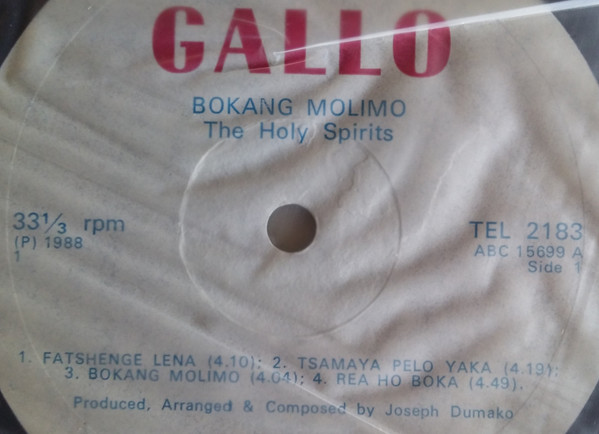 GALLO
BOKANG MOLIMO
The Holy Spirits
33⅓ rpm
(P) 1988
1
TEL 2183
ABC 15699 A
Side 1
1. FATSHENGE LENA (4.10); 2. TSAMAYA PELO YAKA (4.19);
3. BOKANG MOLIMO (4.04); 4. REA HO BOKA (4.49).
Produced, Arranged & Composed by Joseph Dumako